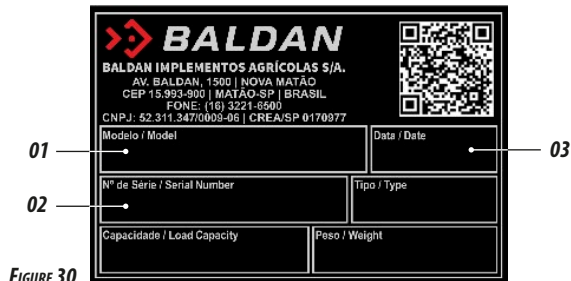 BALDAN
BALDAN IMPLEMENTOS AGRÍCOLAS S/A.
AV. BALDAN, 1500 | NOVA MATÃO
CEP 15.993-900 | MATÃO-SP | BRASIL
FONE: (16) 3221-6500
CNPJ: 52.311.347/0009-06 | CREA/SP 0170977
Modelo / Model
Data / Date
01
03
Nº de Série / Serial Number
Tipo / Type
02
Capacidade / Load Capacity
Peso / Weight
FIGURE 30